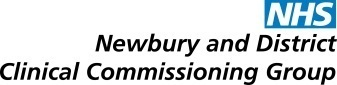 NHS
Newbury and District
Clinical Commissioning Group